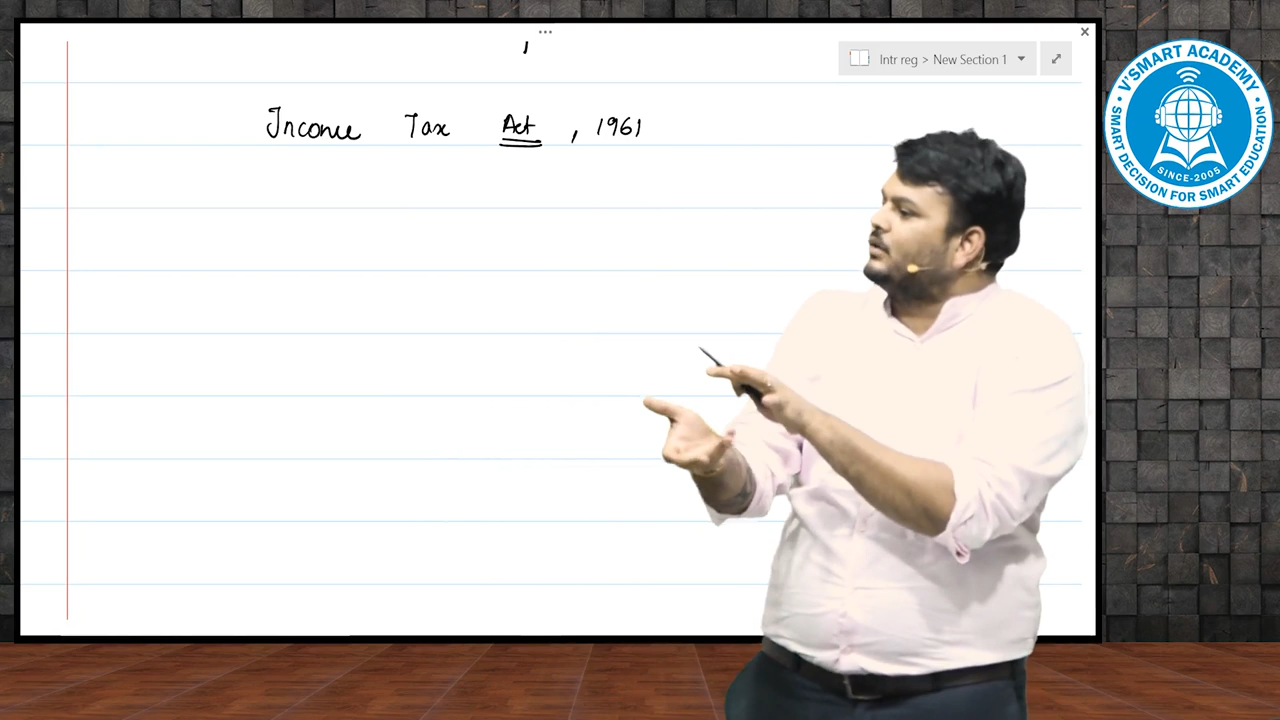 Intr reg > New Section 1
Income Tax Act, 1961
V'SMART ACADEMY
SINCE-2005
SMART DECISION FOR SMART EDUCATION